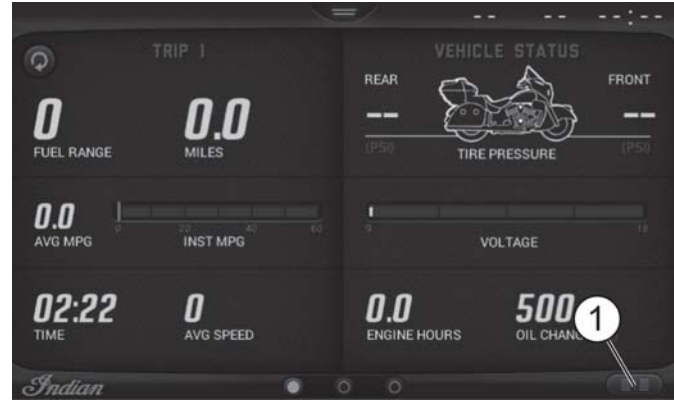 -- -- --:--
TRIP 1
0
FUEL RANGE
0.0
MILES
VEHICLE STATUS
REAR
FRONT
--
--
(PSI)
(PSI)
TIRE PRESSURE
0.0
AVG MPG
0 20 40 60
INST MPG
9 18
VOLTAGE
02:22
TIME
0
AVG SPEED
0.0
ENGINE HOURS
500
OIL
1
Indian